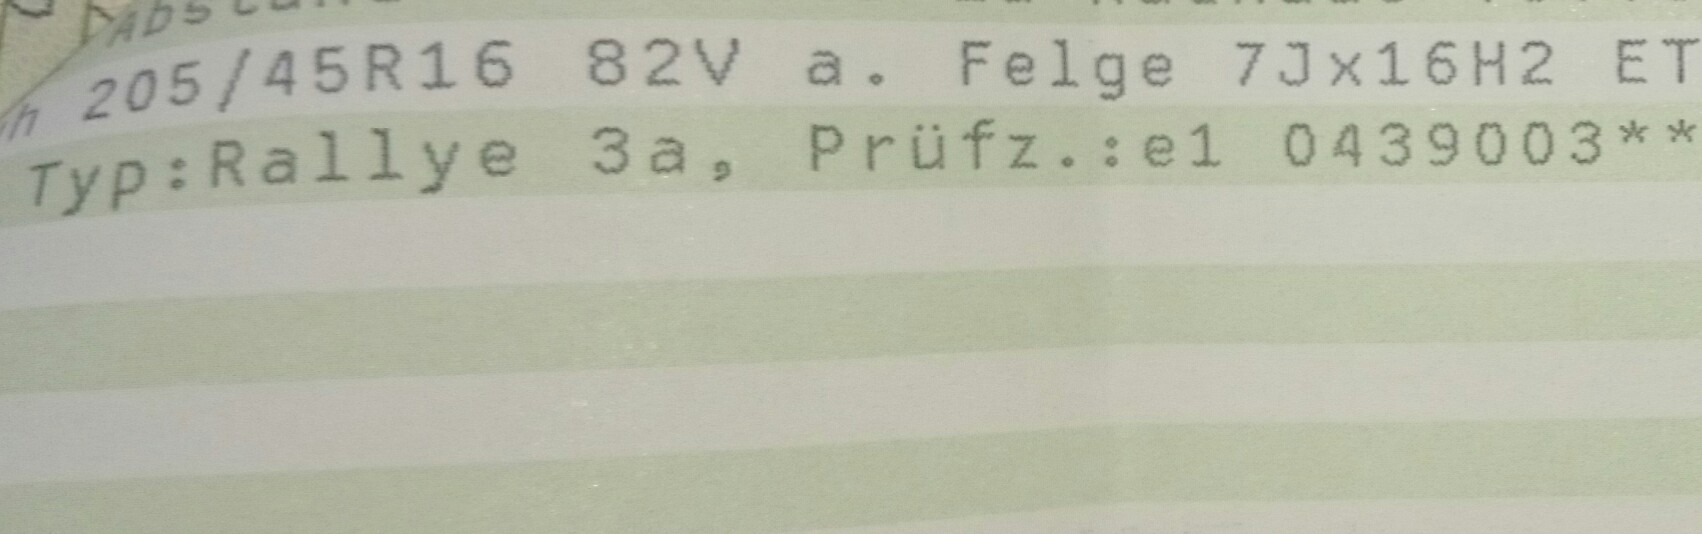 205/45R16 82V a. Felge 7Jx16H2 ET
Typ:Rallye 3a, Prüfz.:e1 0439003**